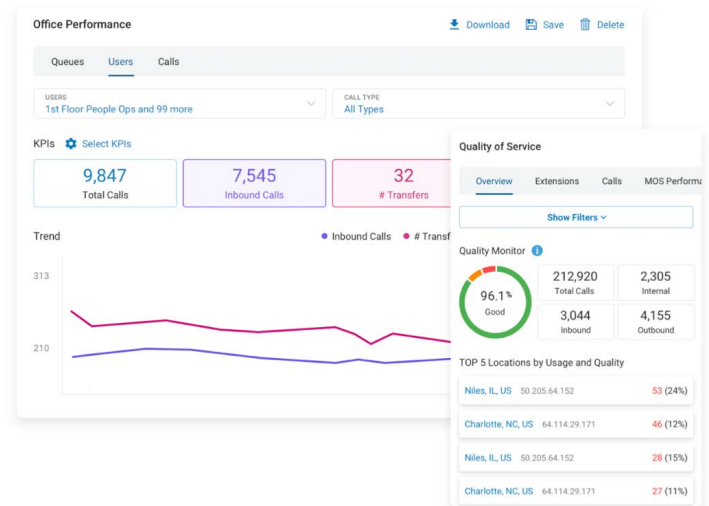 Office Performance
Download Save Delete
Queues Users Calls
USERS
1st Floor People Ops and 99 more
CALL TYPE
All Types
KPIs Select KPIs
9,847
Total Calls
7,545
Inbound Calls
32
# Transfers
Trend
Inbound Calls # Transf
313
210
Quality of Service
Overview Extensions Calls MOS Performa
Show Filters
Quality Monitor
96.1%
Good
212,920
Total Calls
2,305
Internal
3,044
Inbound
4,155
Outbound
TOP 5 Locations by Usage and Quality
Niles, IL, US 50.205.64.152 53 (24%)
Charlotte, NC, US 64.114.29.171 46 (12%)
Niles, IL, US 50.205.64.152 28 (15%)
Charlotte, NC, US 64.114.29.171 27 (11%)